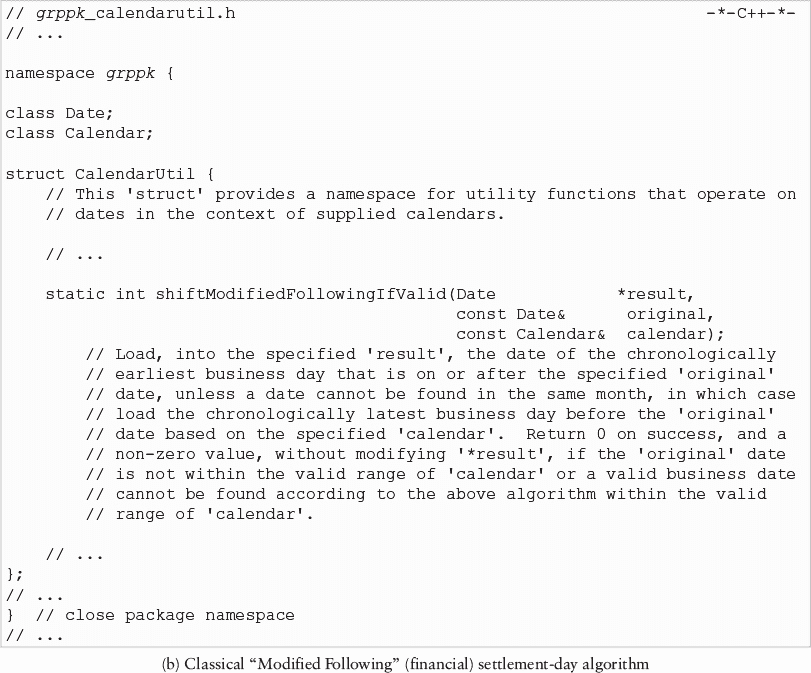 // grppk_calendarutil.h -*-C++-*-
// ...

namespace grppk {

class Date;
class Calendar;

struct CalendarUtil {
    // This 'struct' provides a namespace for utility functions that operate on
    // dates in the context of supplied calendars.

    // ...

    static int shiftModifiedFollowingIfValid(Date            *result,
                                             const Date&      original,
                                             const Calendar&  calendar);
        // Load, into the specified 'result', the date of the chronologically
        // earliest business day that is on or after the specified 'original'
        // date, unless a date cannot be found in the same month, in which case
        // load the chronologically latest business day before the 'original'
        // date based on the specified 'calendar'.  Return 0 on success, and a
        // non-zero value, without modifying '*result', if the 'original' date
        // is not within the valid range of 'calendar' or a valid business date
        // cannot be found according to the above algorithm within the valid
        // range of 'calendar'.

    // ...
};
// ...
}  // close package namespace
// ...
(b) Classical “Modified Following” (financial) settlement-day algorithm